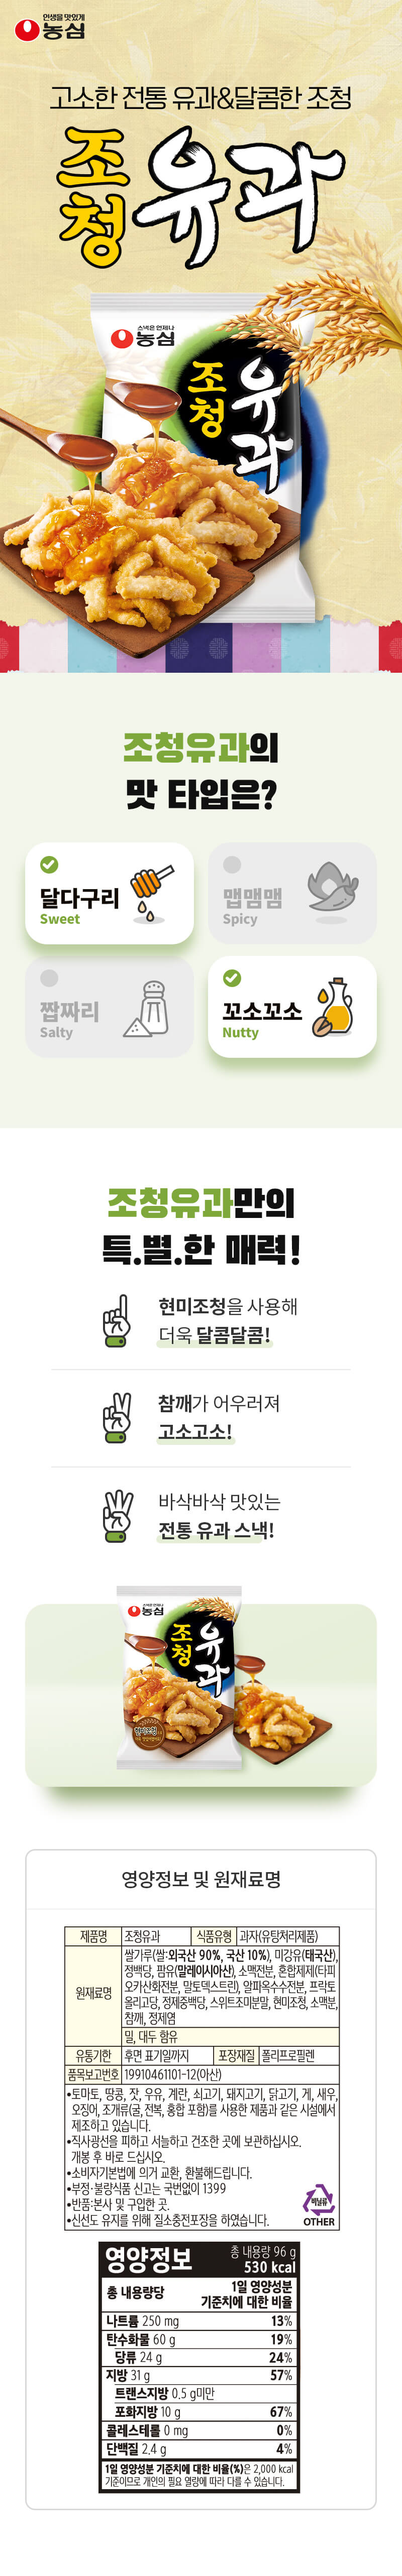 인생을 맛있게
농심
고소한 전통 유과&달콤한 조청
조청유과
스낵은 언제나
농심
조청
유과
조청유과의
맛 타입은?
달다구리
Sweet
맵맴맴
Spicy
짭짜리
Salty
꼬소꼬소
Nutty
조청유과만의
특.별.한 매력!
현미조청을 사용해
더욱 달콤달콤!
참깨가 어우러져
고소고소!
바삭바삭 맛있는
전통 유과 스낵!
스낵은 언제나
농심
조청
유과
현미조청
영양정보 및 원재료명
제품명 조청유과 식품유형 과자(유탕처리제품)
원재료명
쌀가루(쌀:외국산 90%, 국산 10%), 미강유(태국산),
정백당, 팜유(말레이시아산), 소맥전분, 혼합제제(타피
오카산화전분, 말토덱스트린), 알파옥수수전분, 프락토
올리고당, 정제중백당, 스위트조미분말, 현미조청, 소맥분,
참깨, 정제염
밀, 대두 함유
유통기한 후면 표기일까지 포장재질 폴리프로필렌
품목보고번호 19910461101-12(아산)
•토마토, 땅콩, 잣, 우유, 계란, 쇠고기, 돼지고기, 닭고기, 게, 새우,
오징어, 조개류(굴, 전복, 홍합 포함)를 사용한 제품과 같은 시설에서
제조하고 있습니다.
•직사광선을 피하고 서늘하고 건조한 곳에 보관하십시오.
개봉 후 바로 드십시오.
•소비자기본법에 의거 교환, 환불해드립니다.
•부정·불량식품 신고는 국번없이 1399
•반품:본사 및 구입한 곳.
•신선도 유지를 위해 질소충전포장을 하였습니다.
비닐류
OTHER
영양정보
총 내용량 96 g
530 kcal
총 내용량당
1일 영양성분
기준치에 대한 비율
나트륨 250 mg 13%
탄수화물 60 g 19%
당류 24 g 24%
지방 31 g 57%
트랜스지방 0.5 g미만
포화지방 10 g 67%
콜레스테롤 0 mg 0%
단백질 2.4 g 4%
1일 영양성분 기준치에 대한 비율(%)은 2,000 kcal
기준이므로 개인의 필요 열량에 따라 다를 수 있습니다.